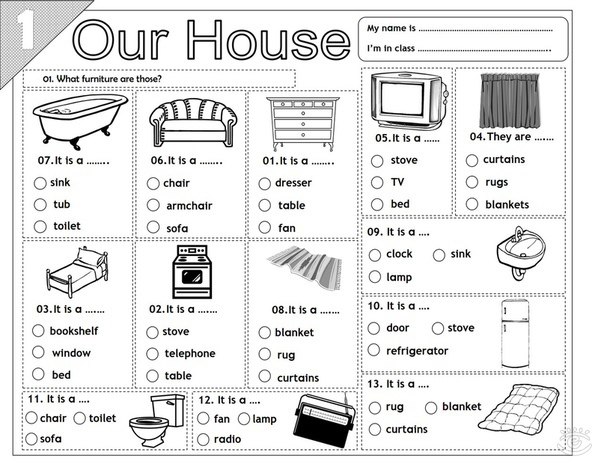 1
Our House
My name is ......................................................
I'm in class ......................................................
01. What furniture are those?
07.It is a ........
sink
tub
toilet
06.It is a ........
chair
armchair
sofa
01.It is a ........
dresser
table
fan
05.It is a ......
stove
TV
bed
04.They are .......
curtains
rugs
blankets
03.It is a .......
bookshelf
window
bed
02.It is a .......
stove
telephone
table
08.It is a .......
blanket
rug
curtains
09. It is a ....
clock sink
lamp
10. It is a ....
door stove
refrigerator
11. It is a ....
chair toilet
sofa
12. It is a ....
fan lamp
radio
13. It is a ....
rug blanket
curtains